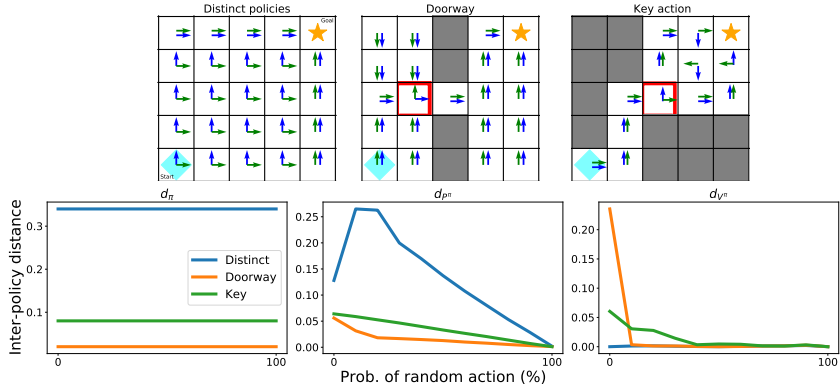 Distinct policies
Doorway
Key action
Goal
Start
d_π
d_{P^π}
d_{V^π}
Inter-policy distance
0.3
0.2
0.1
0
100
Distinct
Doorway
Key
0.25
0.20
0.15
0.10
0.05
0.00
0
100
0.20
0.15
0.10
0.05
0.00
0
100
Prob. of random action (%)